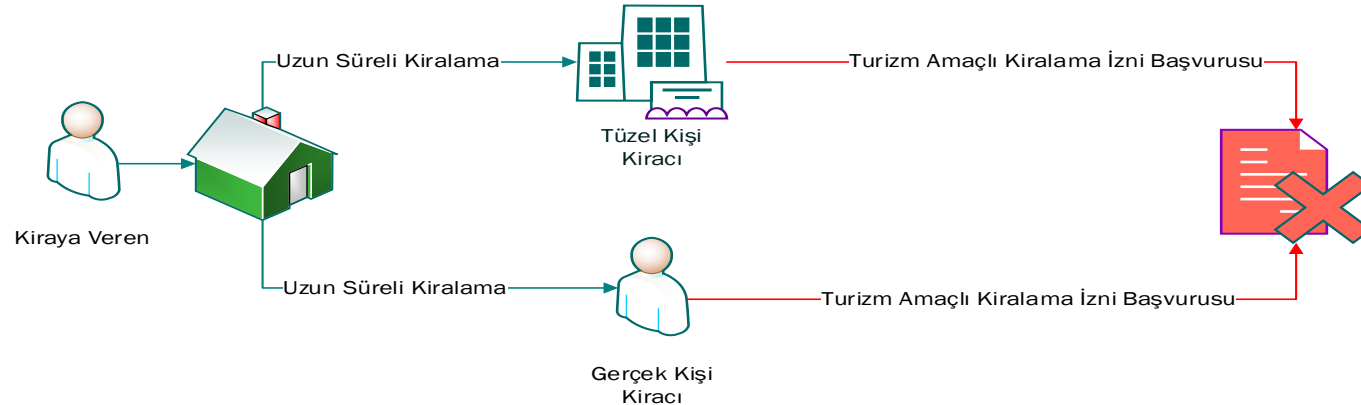 Uzun Süreli Kiralama
Turizm Amaçlı Kiralama İzni Başvurusu
Tüzel Kişi
Kiracı
Kiraya Veren
Uzun Süreli Kiralama
Turizm Amaçlı Kiralama İzni Başvurusu
Gerçek Kişi
Kiracı